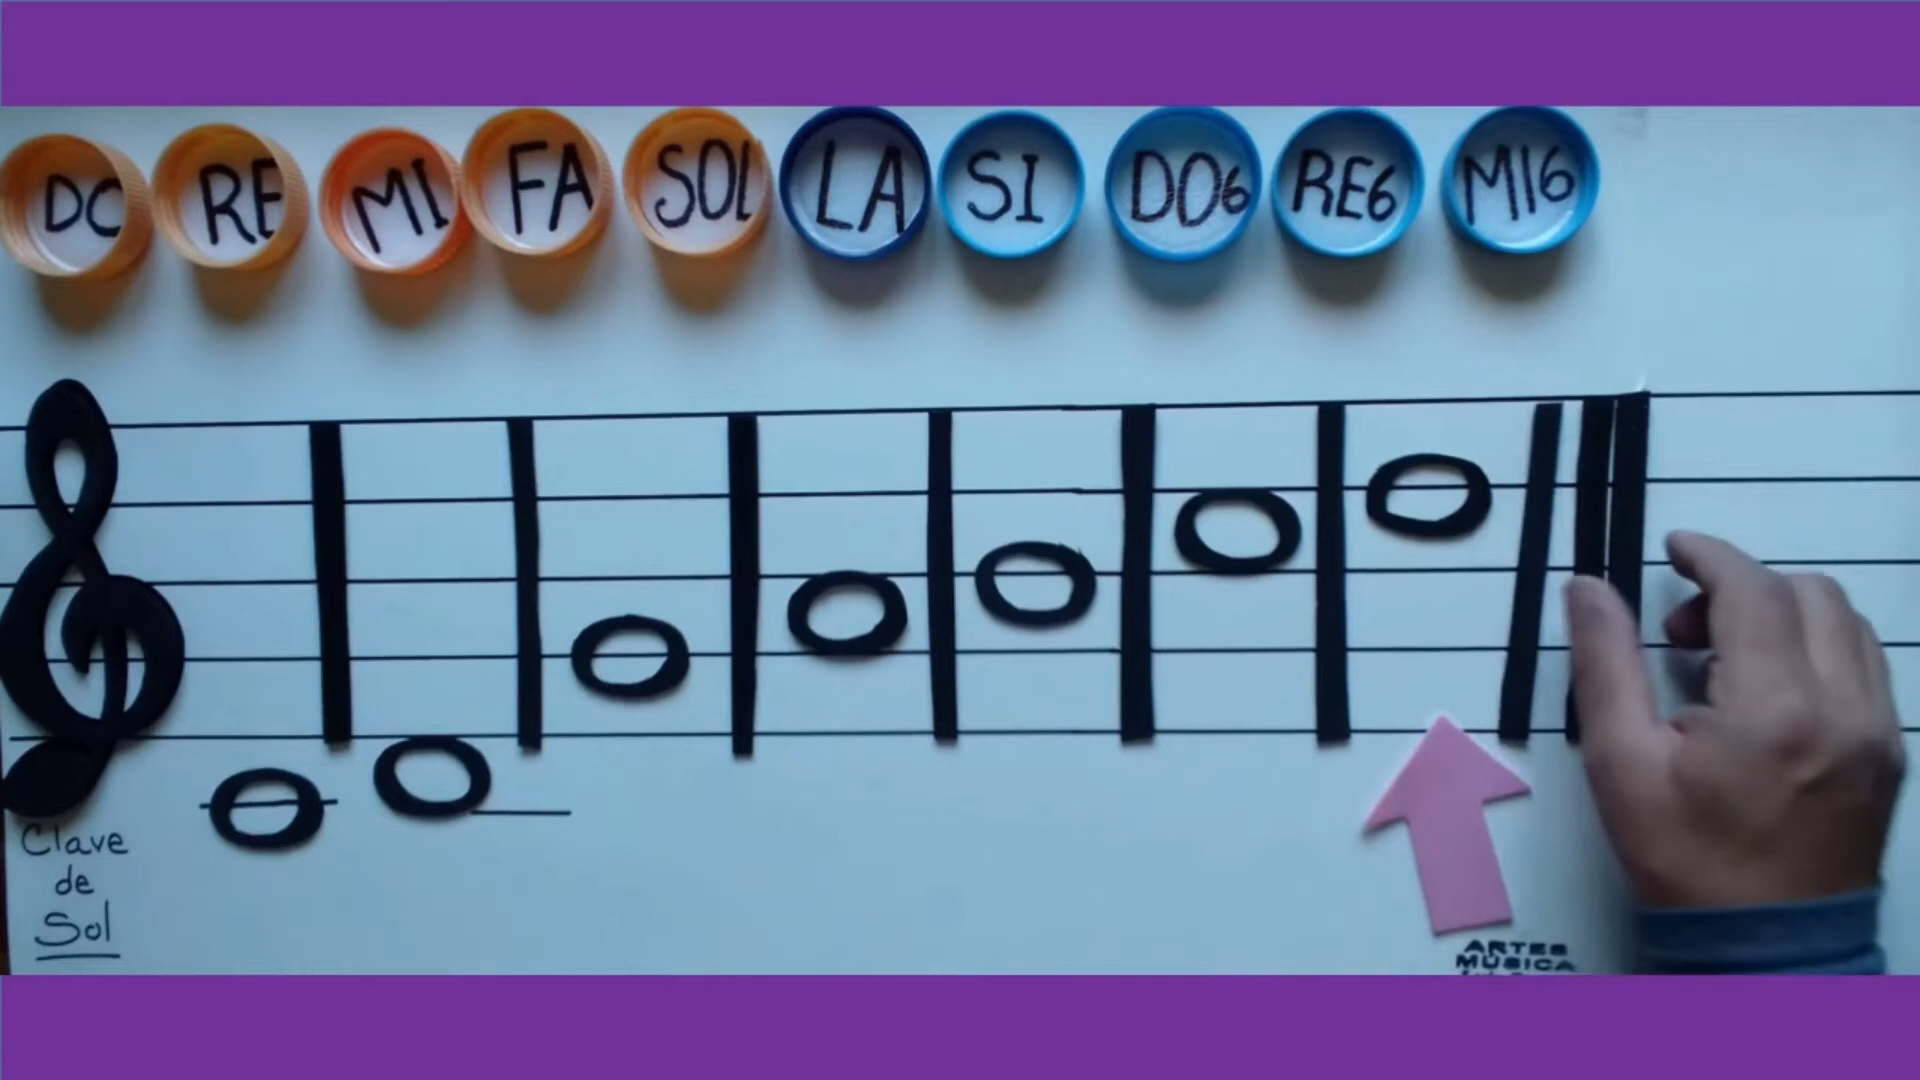 DO RE MI FA SOL LA SI DO6 RE6 MI6
Clave
de
Sol
ARTES
MUSICA